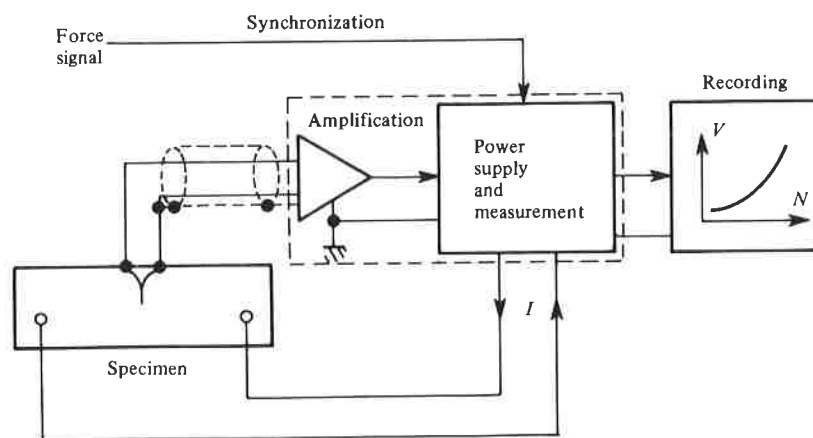 Synchronization
Force
signal
Recording
Amplification
Power
supply
and
measurement
V
N
I
Specimen